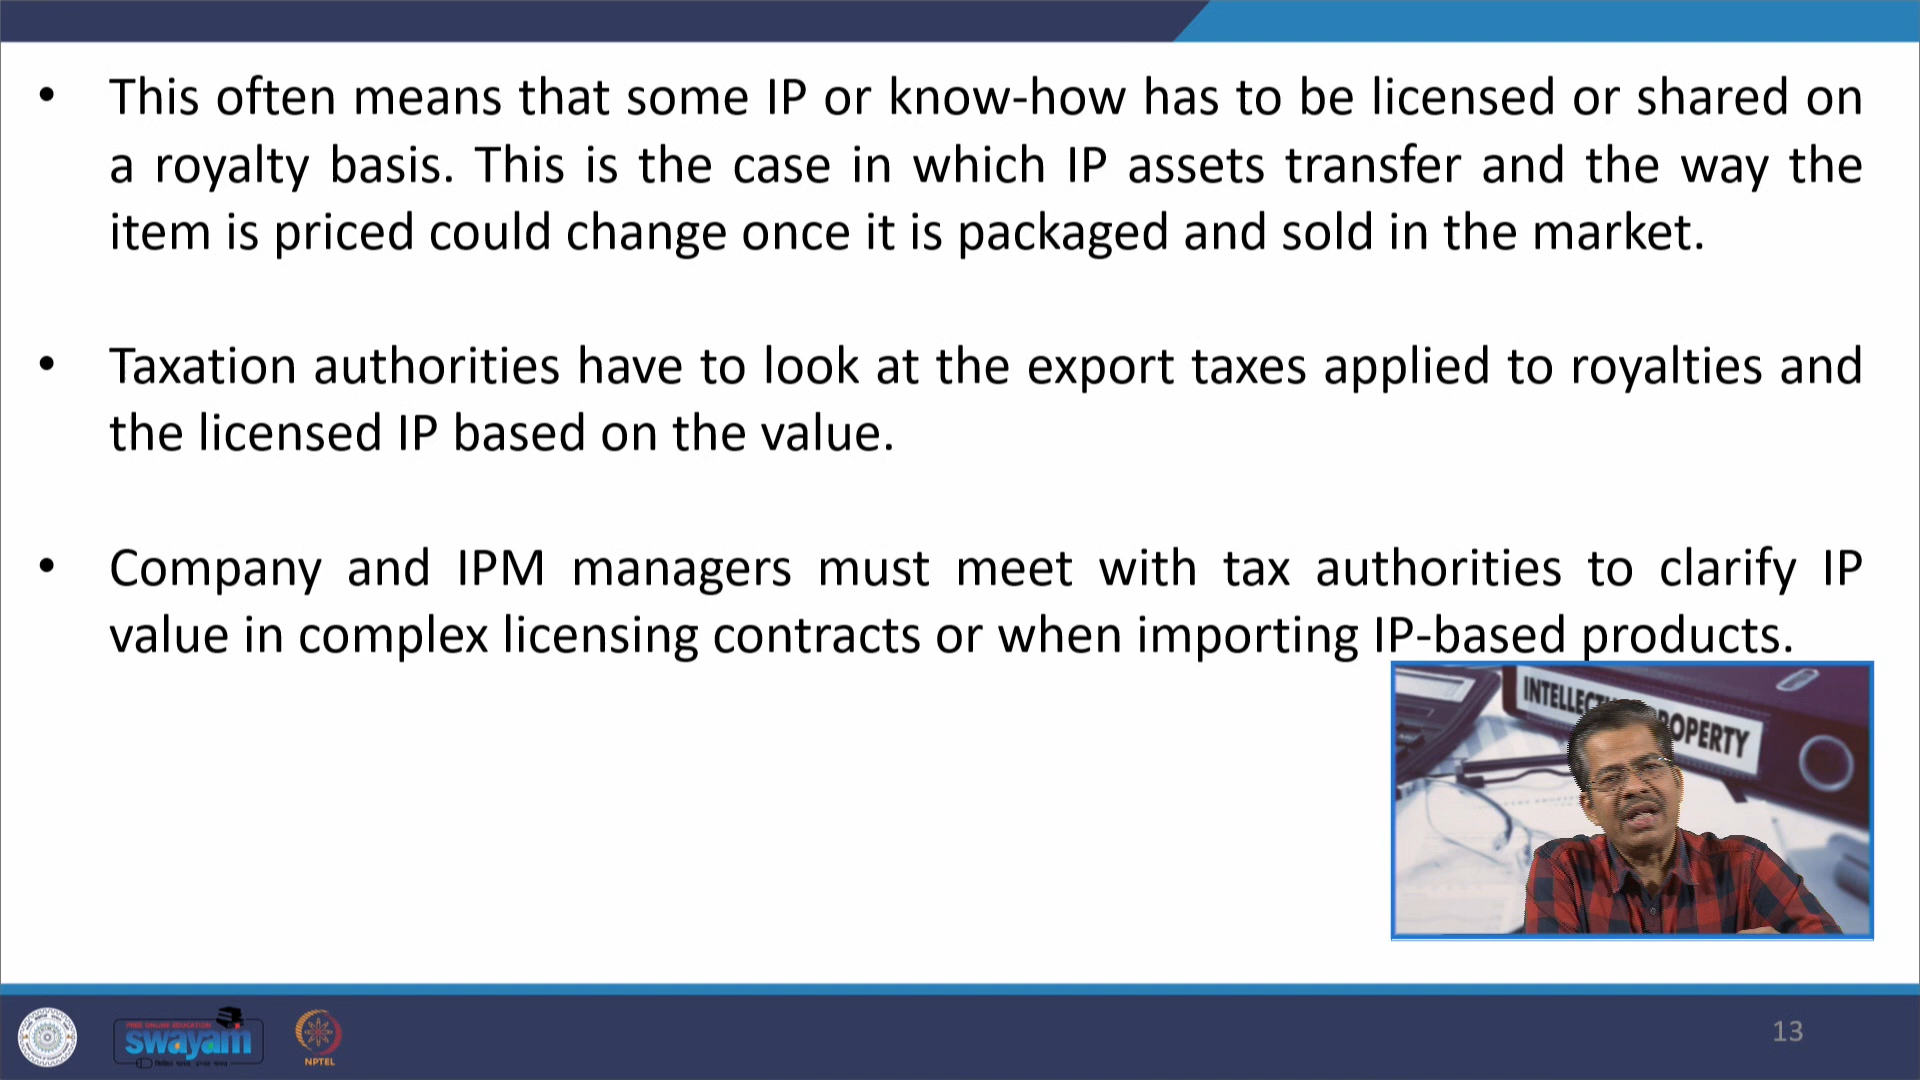 • This often means that some IP or know-how has to be licensed or shared on
a royalty basis. This is the case in which IP assets transfer and the way the
item is priced could change once it is packaged and sold in the market.
• Taxation authorities have to look at the export taxes applied to royalties and
the licensed IP based on the value.
• Company and IPM managers must meet with tax authorities to clarify IP
value in complex licensing contracts or when importing IP-based products.
FREE ONLINE EDUCATION
swayam
NPTEL
13